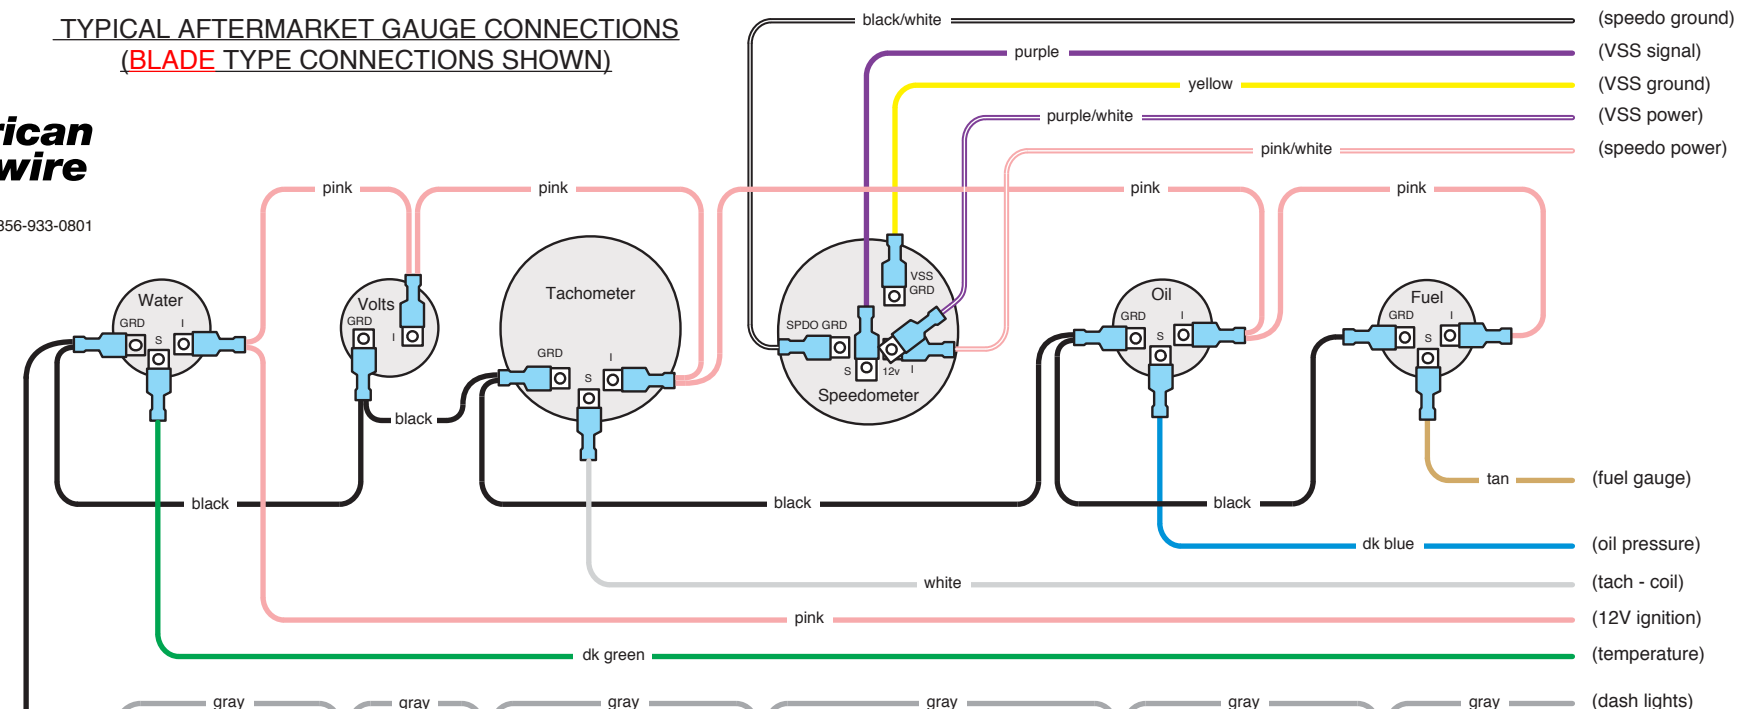 TYPICAL AFTERMARKET GAUGE CONNECTIONS
(BLADE TYPE CONNECTIONS SHOWN)
rican
wire
856-933-0801
black/white
(speedo ground)
purple
(VSS signal)
yellow
(VSS ground)
purple/white
(VSS power)
pink/white
(speedo power)
pink
pink
pink
pink
Water
GRD
I
S
Volts
GRD
I
Tachometer
GRD
I
S
VSS
GRD
SPDO GRD
S
12v
I
Speedometer
Oil
GRD
I
S
Fuel
GRD
I
S
black
black
black
black
tan
(fuel gauge)
dk blue
(oil pressure)
white
(tach - coil)
pink
(12V ignition)
dk green
(temperature)
gray
gray
gray
gray
gray
gray
(dash lights)